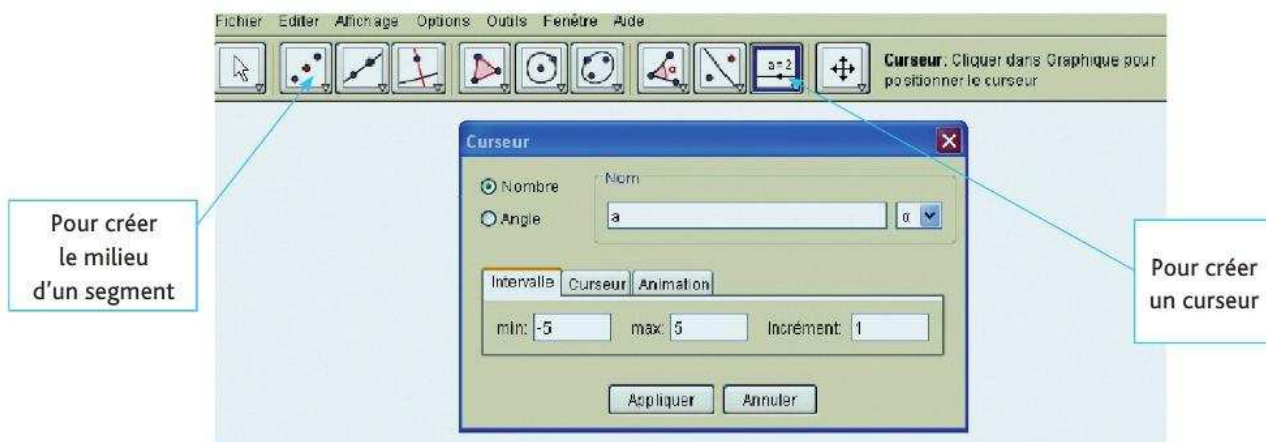 Fichier Editer Affichage Options Outils Fenêtre Aide
a=2
Curseur: Cliquer dans Graphique pour
positionner le curseur
Curseur
Nombre
Angle
Nom
a
α
Intervalle Curseur Animation
min: -5 max: 5 Incrément: 1
Appliquer Annuler
Pour créer
le milieu
d'un segment
Pour créer
un curseur